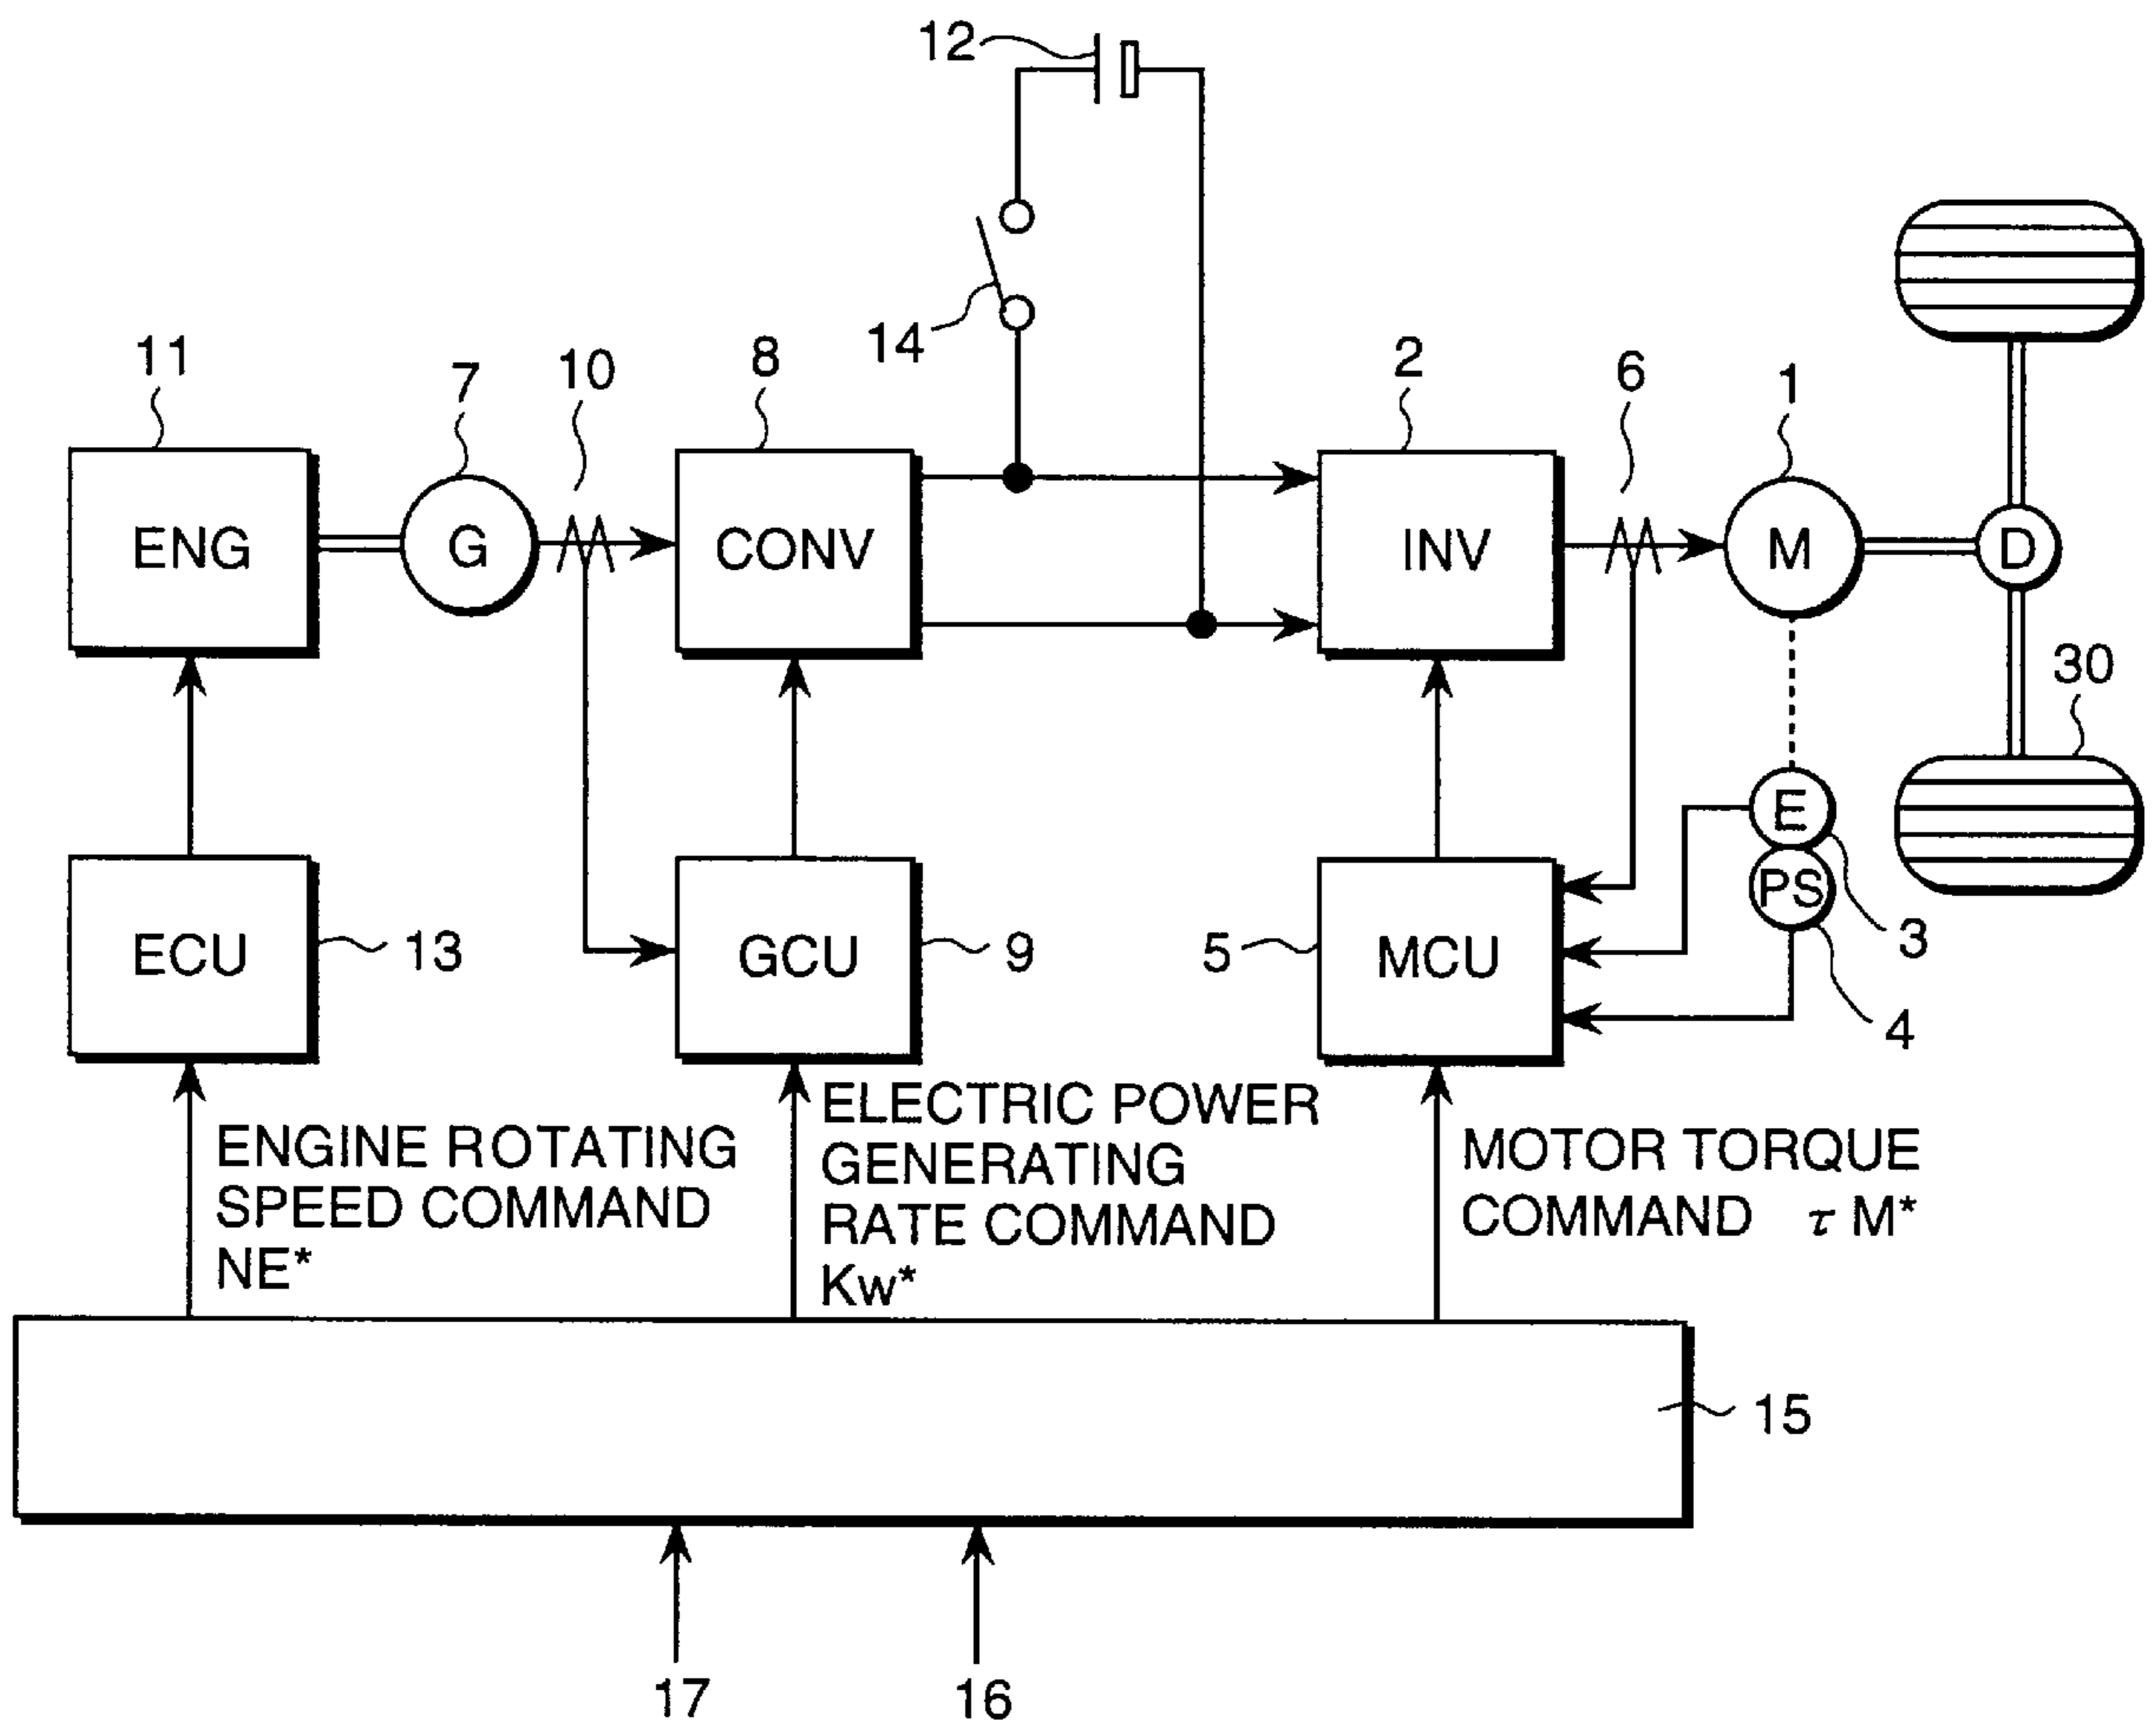 12
14
11
7
10
8
2
6
1
ENG
G
CONV
INV
M
D
30
E
PS
3
4
ECU
13
GCU
9
5
MCU
ENGINE ROTATING
SPEED COMMAND
NE*
ELECTRIC POWER
GENERATING
RATE COMMAND
Kw*
MOTOR TORQUE
COMMAND τ M*
15
17
16